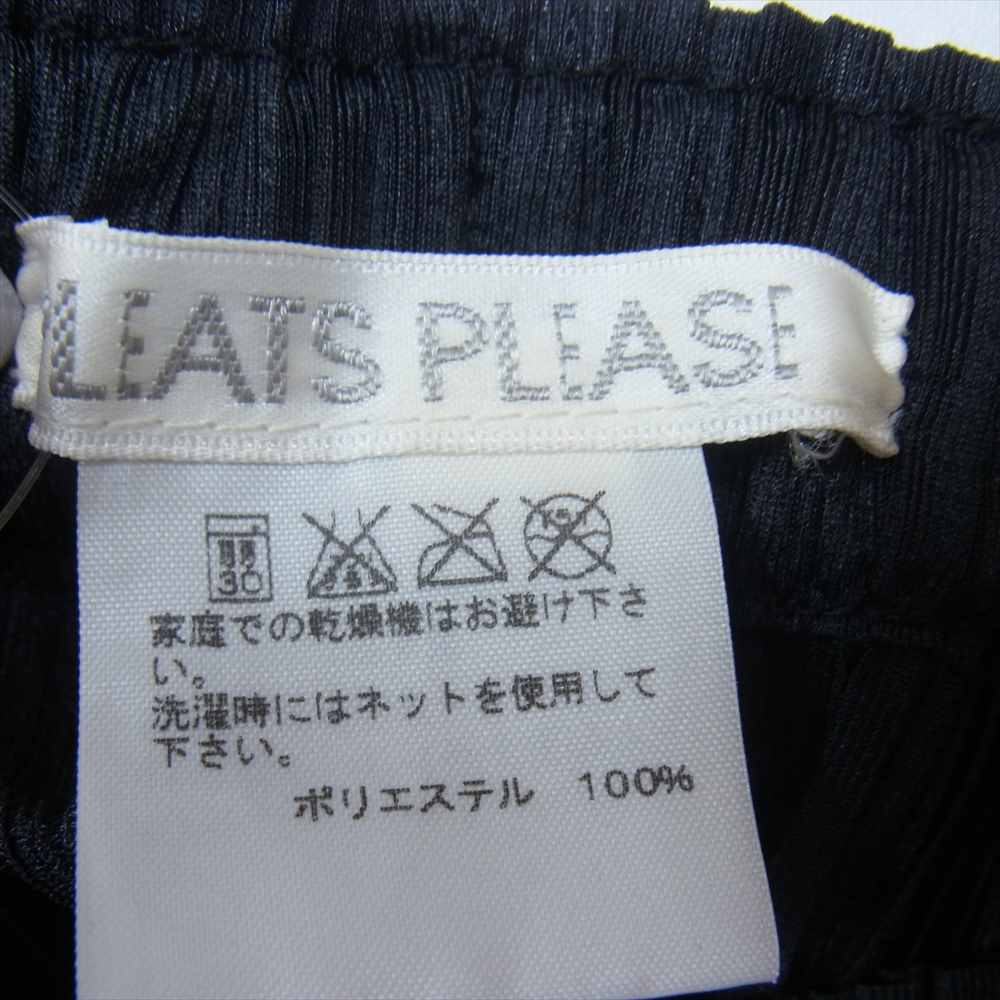 LEATS PLEASE
30
家庭での乾燥機はお避け下さ
い。
洗濯時にはネットを使用して
下さい。
ポリエステル 100%